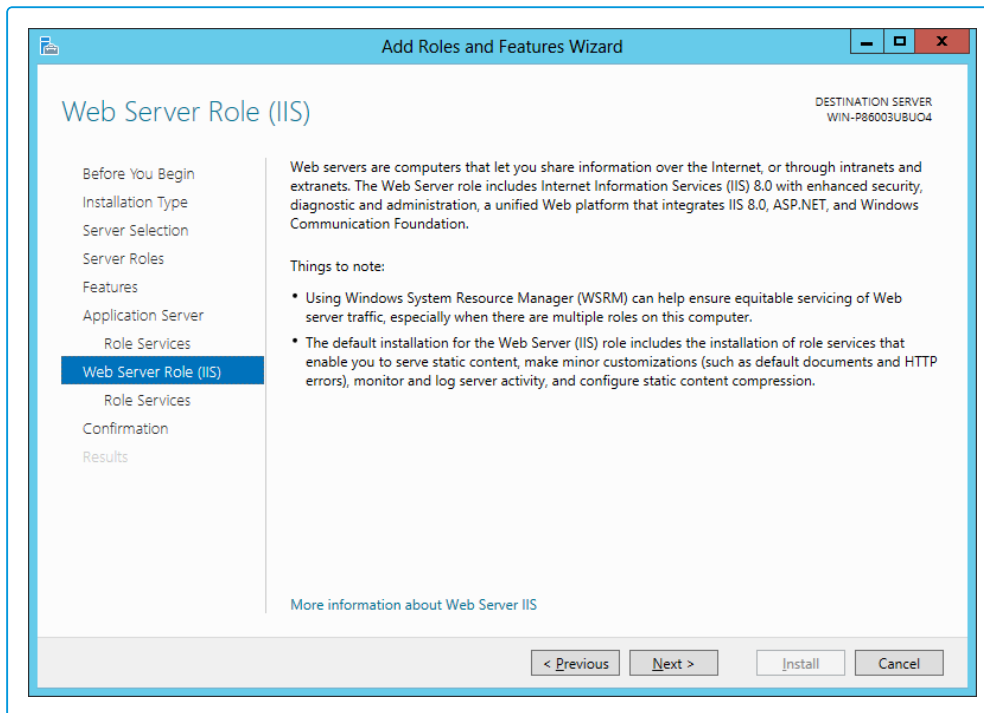 Add Roles and Features Wizard
Web Server Role (IIS)
DESTINATION SERVER
WIN-P86003UBUO4
Before You Begin
Installation Type
Server Selection
Server Roles
Features
Application Server
Role Services
Web Server Role (IIS)
Role Services
Confirmation
Results
Web servers are computers that let you share information over the Internet, or through intranets and
extranets. The Web Server role includes Internet Information Services (IIS) 8.0 with enhanced security,
diagnostic and administration, a unified Web platform that integrates IIS 8.0, ASP.NET, and Windows
Communication Foundation.
Things to note:
• Using Windows System Resource Manager (WSRM) can help ensure equitable servicing of Web
server traffic, especially when there are multiple roles on this computer.
• The default installation for the Web Server (IIS) role includes the installation of role services that
enable you to serve static content, make minor customizations (such as default documents and HTTP
errors), monitor and log server activity, and configure static content compression.
More information about Web Server IIS
< Previous Next > Install Cancel